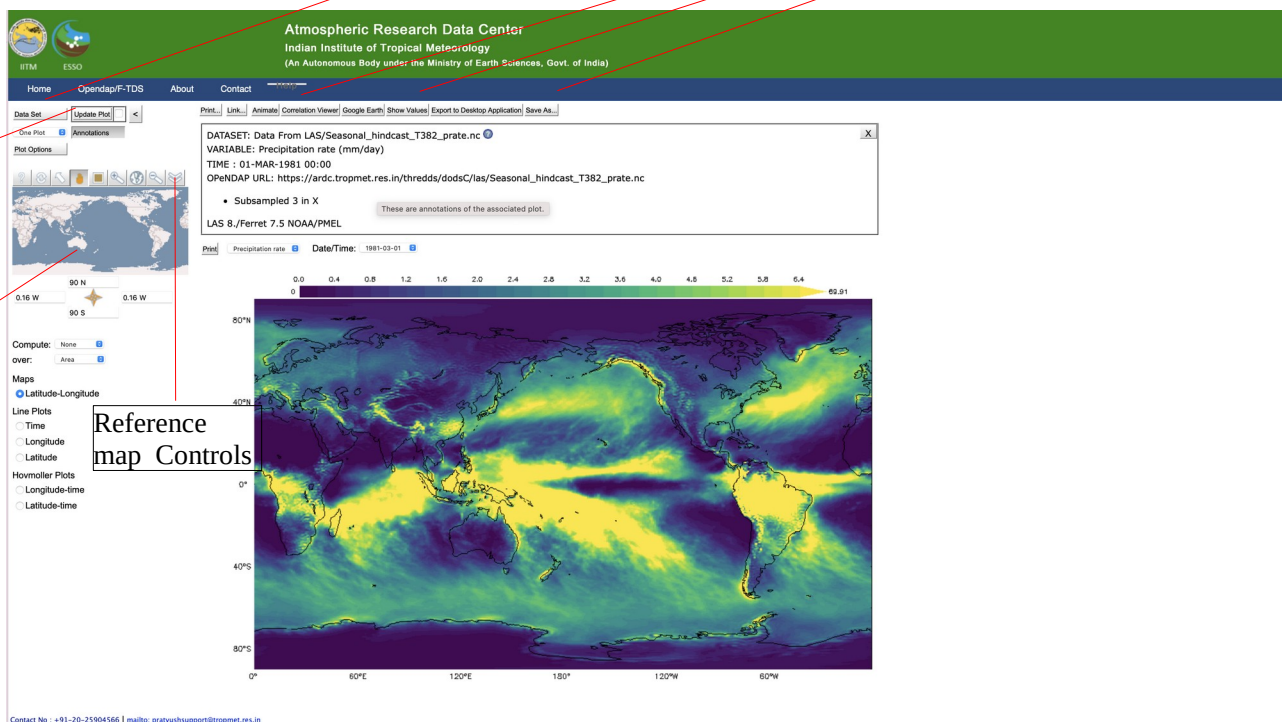 Atmospheric Research Data Center
Indian Institute of Tropical Meteorology
(An Autonomous Body under the Ministry of Earth Sciences, Govt. of India)
IITM ESSO
Home Opendap/F-TDS About Contact Help
Data Set Update Plot <
One Plot Annotations
Plot Options
Print... Link... Animate Correlation Viewer Google Earth Show Values Export to Desktop Application Save As...
DATASET: Data From LAS/Seasonal_hindcast_T382_prate.nc ?
X
VARIABLE: Precipitation rate (mm/day)
TIME : 01-MAR-1981 00:00
OPeNDAP URL: https://ardc.tropmet.res.in/thredds/dodsC/las/Seasonal_hindcast_T382_prate.nc
• Subsampled 3 in X
These are annotations of the associated plot.
LAS 8./Ferret 7.5 NOAA/PMEL
Print Precipitation rate Date/Time: 1981-03-01
90 N
0.16 W 0.16 W
90 S
Compute: None
over: Area
Maps
Latitude-Longitude
Line Plots
Time
Longitude
Latitude
Hovmoller Plots
Longitude-time
Latitude-time
Reference
map Controls
0.0 0.4 0.8 1.2 1.6 2.0 2.4 2.8 3.2 3.6 4.0 4.8 5.2 5.8 6.4
0 69.91
80°N
40°N
0°
40°S
80°S
0° 60°E 120°E 180° 120°W 60°W
Contact No : +91-20-25904566 | mailto: pratyushsupport@tropmet.res.in